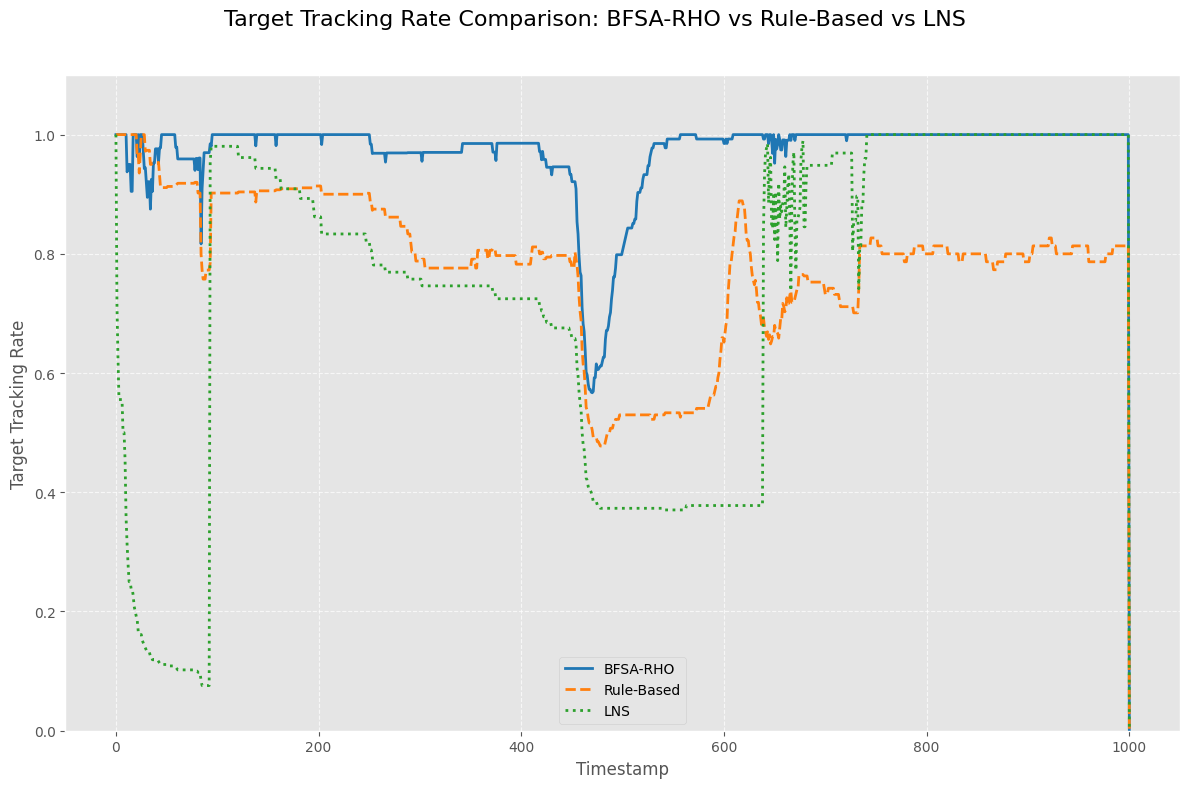 Target Tracking Rate Comparison: BFSA-RHO vs Rule-Based vs LNS
Target Tracking Rate
1.0
0.8
0.6
0.4
0.2
0.0
BFSA-RHO
Rule-Based
LNS
0 200 400 600 800 1000
Timestamp